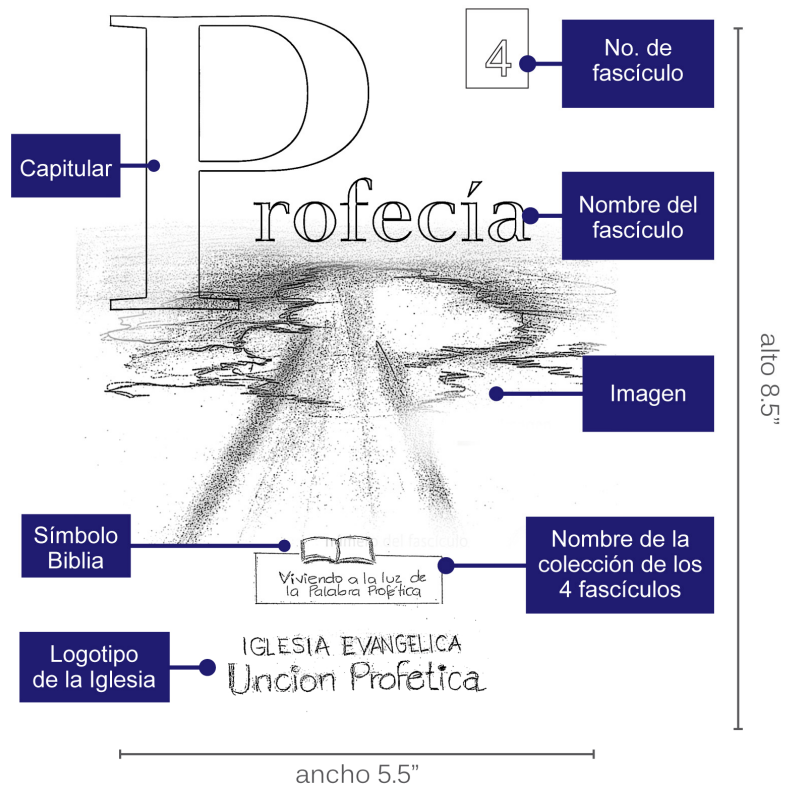 4
No. de
fascículo
Capitular
Profecía
Nombre del
fascículo
alto 8.5”
Imagen
Símbolo
Biblia
del fascículo
Viviendo a la luz de
la Palabra Profética
Nombre de la
colección de los
4 fascículos
Logotipo
de la Iglesia
IGLESIA EVANGELICA
Uncion Profetica
ancho 5.5”